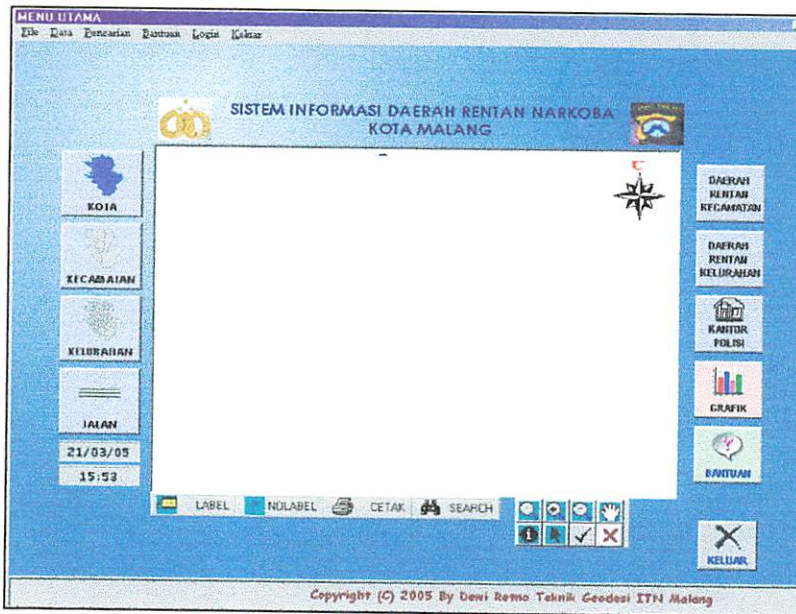 MENU UTAMA
File Data Pencarian Bantuan Login Keluar
SISTEM INFORMASI DAERAH RENTAN NARKOBA
KOTA MALANG
U
KOTA
KECAMATAN
KELURAHAN
JALAN
21/03/05
15:53
DAERAH
RENTAN
KECAMATAN
DAERAH
RENTAN
KELURAHAN
KANTOR
POLISI
GRAFIK
BANTUAN
LABEL NOLABEL CETAK SEARCH
KELUAR
Copyright (C) 2005 By Dewi Retno Teknik Geodesi ITN Malang